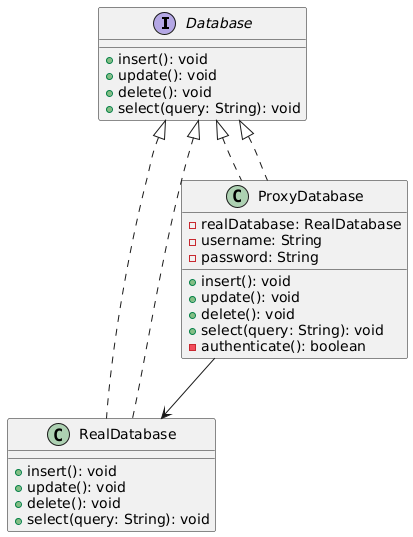 I Database
insert(): void
update(): void
delete(): void
select(query: String): void
C ProxyDatabase
realDatabase: RealDatabase
username: String
password: String
insert(): void
update(): void
delete(): void
select(query: String): void
authenticate(): boolean
C RealDatabase
insert(): void
update(): void
delete(): void
select(query: String): void